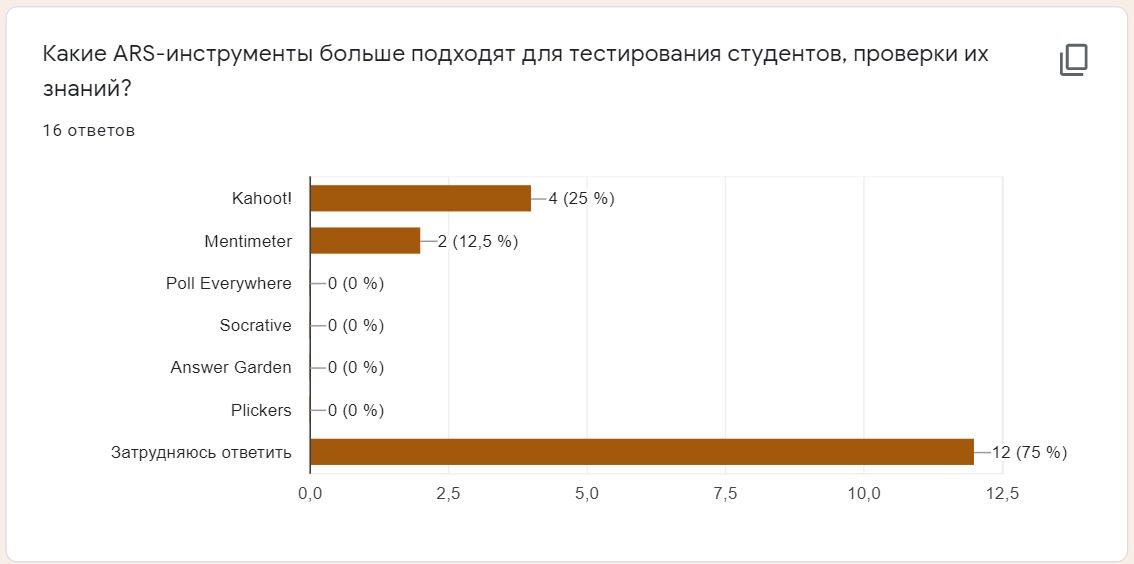 Какие ARS-инструменты больше подходят для тестирования студентов, проверки их
знаний?
16 ответов
Kahoot! 4 (25 %)
Mentimeter 2 (12,5 %)
Poll Everywhere 0 (0 %)
Socrative 0 (0 %)
Answer Garden 0 (0 %)
Plickers 0 (0 %)
Затрудняюсь ответить 12 (75 %)
0,0 2,5 5,0 7,5 10,0 12,5